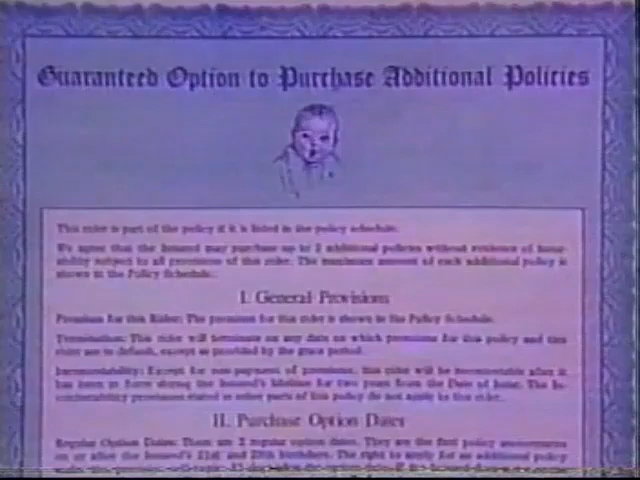 Guaranteed Option to Purchase Additional Policies
This rider is part of the policy if it is listed in the policy schedule.
We agree that the Insured may purchase up to 2 additional policies without evidence of insur-
ability subject to all provisions of this rider. The maximum amount of each additional policy is
shown in the Policy Schedule.
I. General Provisions
Premium for this Rider: The premium for this rider is shown in the Policy Schedule.
Termination: This rider will terminate on any date on which premiums for this policy and this
rider are in default, except as provided by the grace period.
Incontestability: Except for non-payment of premiums, this rider will be incontestable after it
has been in force during the Insured's lifetime for two years from the Date of Issue. The In-
contestability provisions stated in other parts of this policy do not apply to this rider.
II. Purchase Option Dates
Regular Option Dates: There are 2 regular option dates. They are the first policy anniversaries
on or after the Insured's 21st and 25th birthdays. The right to apply for an additional policy